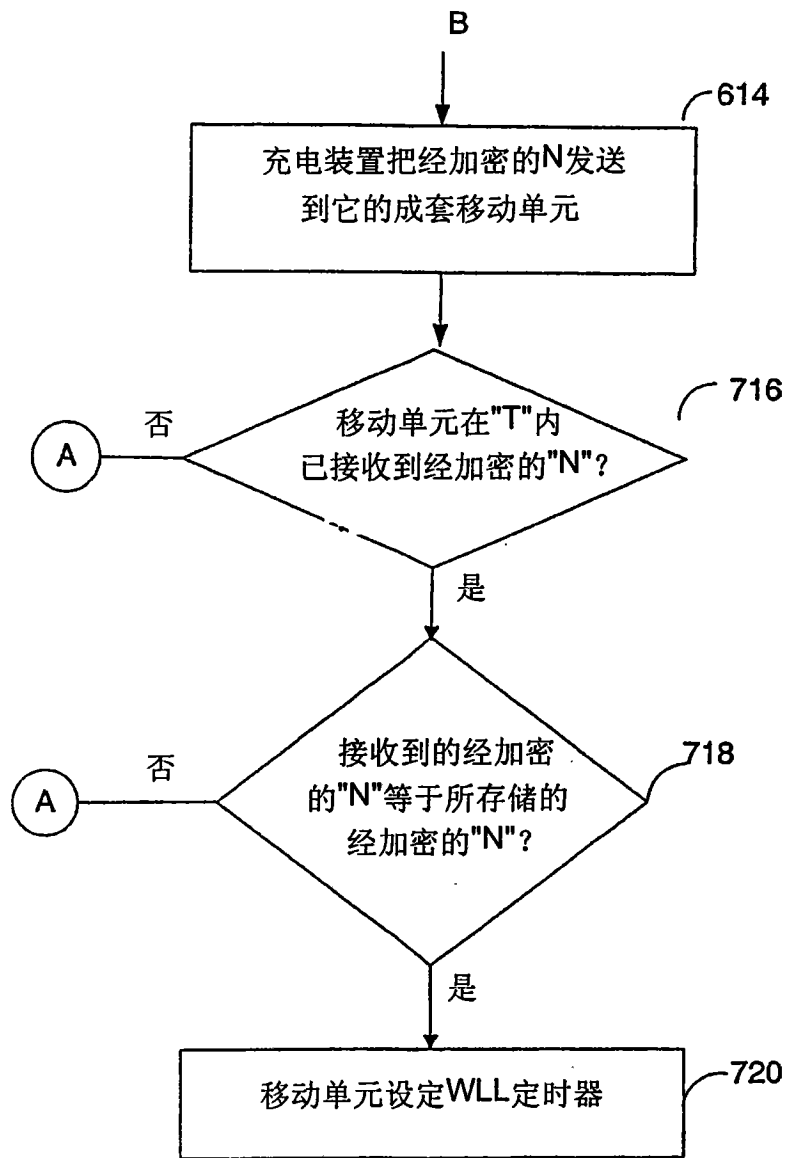 B
614
充电装置把经加密的N发送
到它的成套移动单元
716
移动单元在"T"内
已接收到经加密的"N"？
否
A
是
718
接收到的经加密
的"N"等于所存储的
经加密的"N"？
否
A
是
720
移动单元设定WLL定时器